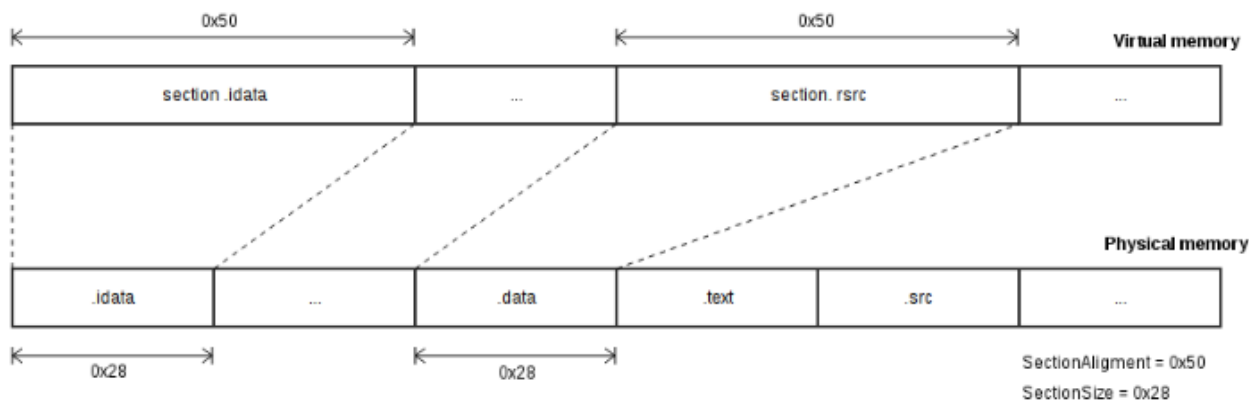 0x50 0x50
Virtual memory
section .idata ... section. rsrc ...
Physical memory
.idata ... .data .text .src ...
0x28 0x28
SectionAligment = 0x50
SectionSize = 0x28